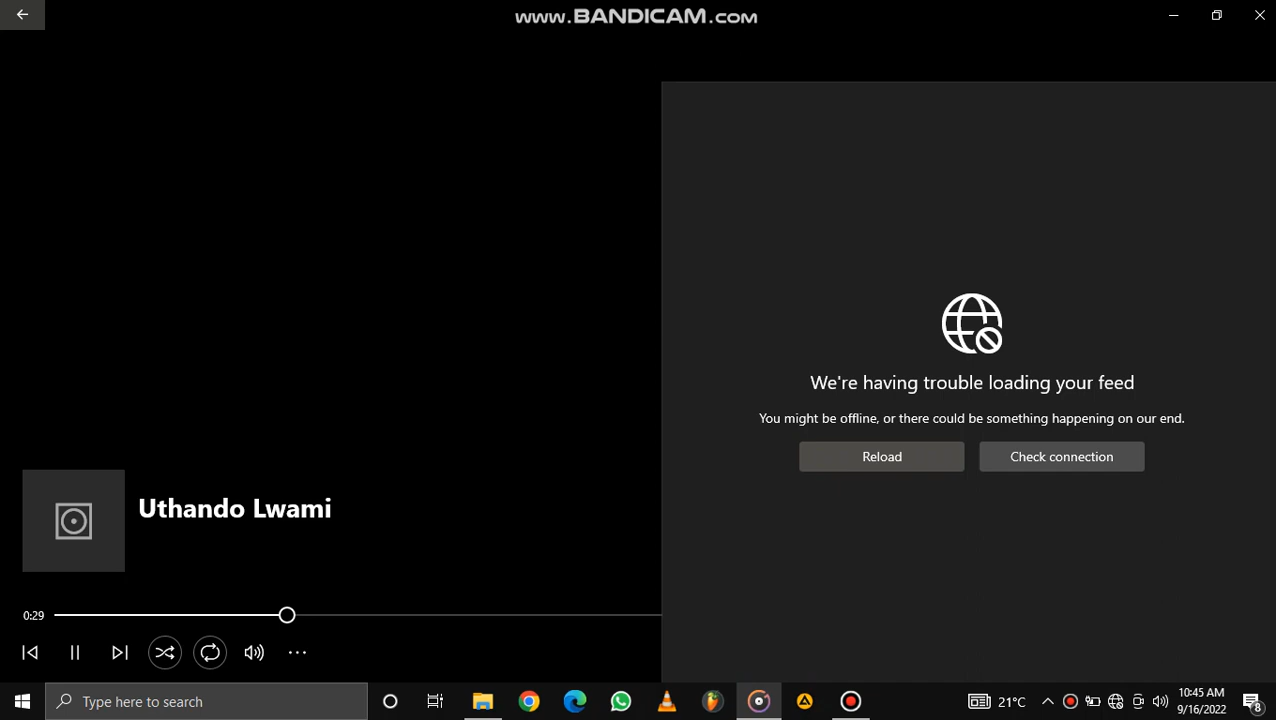 www.BANDICAM.com
We're having trouble loading your feed
You might be offline, or there could be something happening on our end.
Reload
Check connection
Uthando Lwami
0:29
Type here to search
21°C
10:45 AM
9/16/2022
8